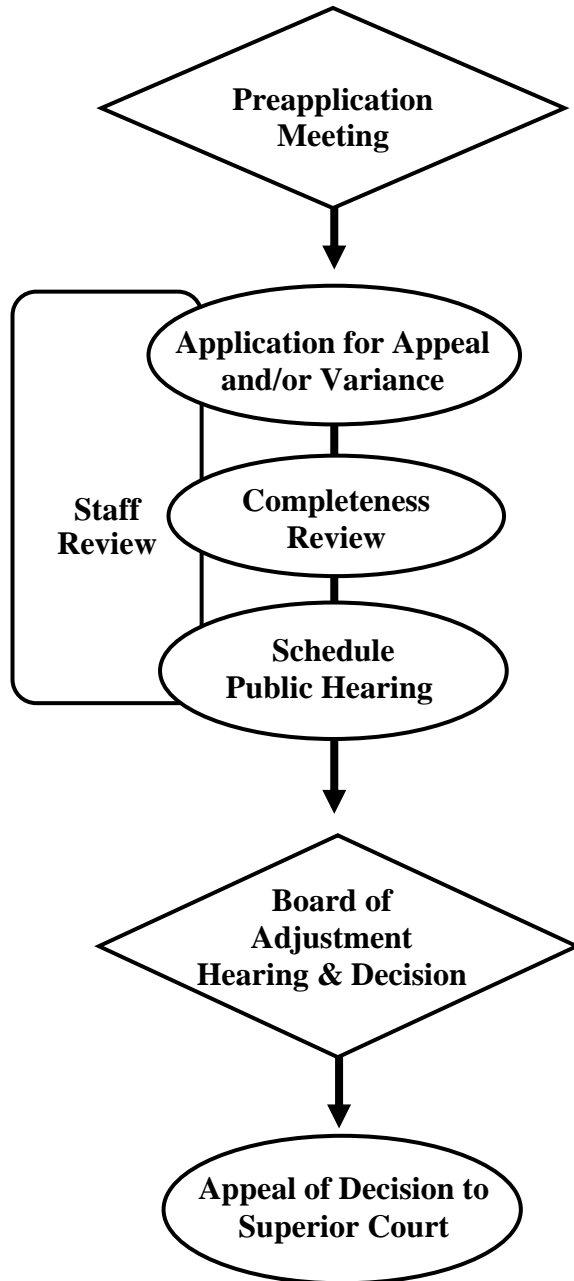 Preapplication
Meeting
Application for Appeal
and/or Variance
Staff
Review
Completeness
Review
Schedule
Public Hearing
Board of
Adjustment
Hearing & Decision
Appeal of Decision to
Superior Court